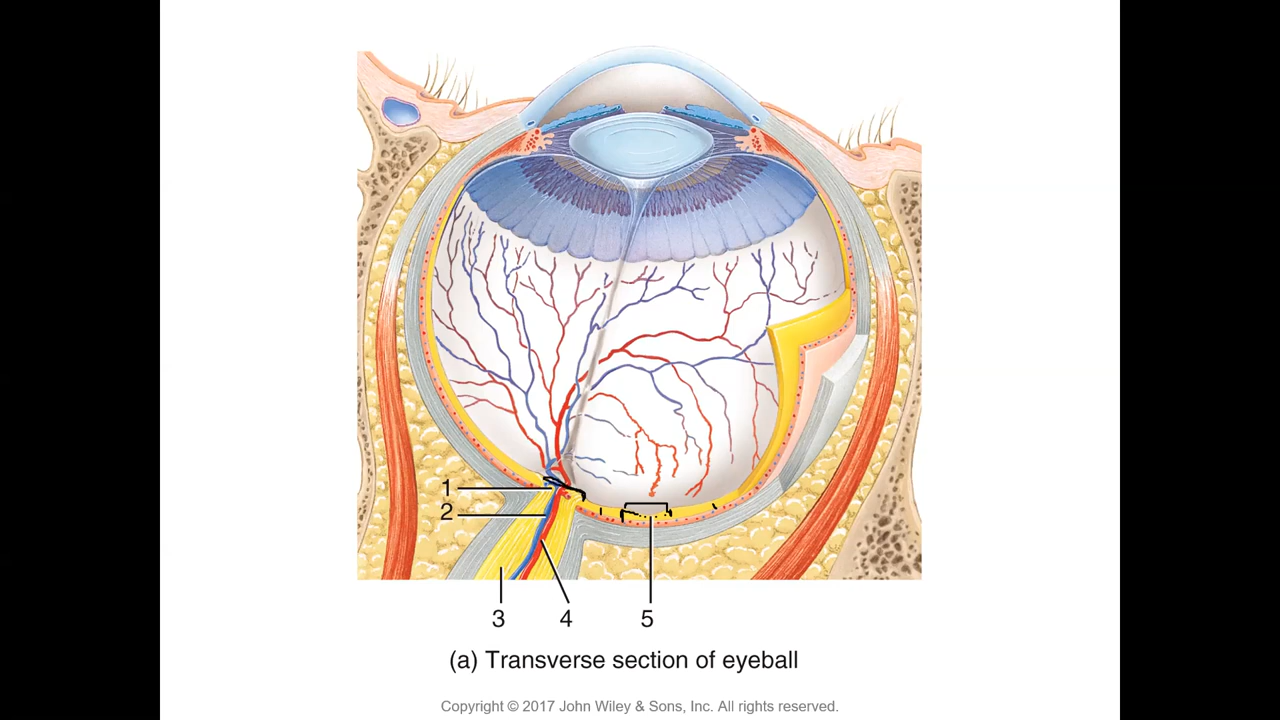 1
2
3 4 5
(a) Transverse section of eyeball
Copyright © 2017 John Wiley & Sons, Inc. All rights reserved.